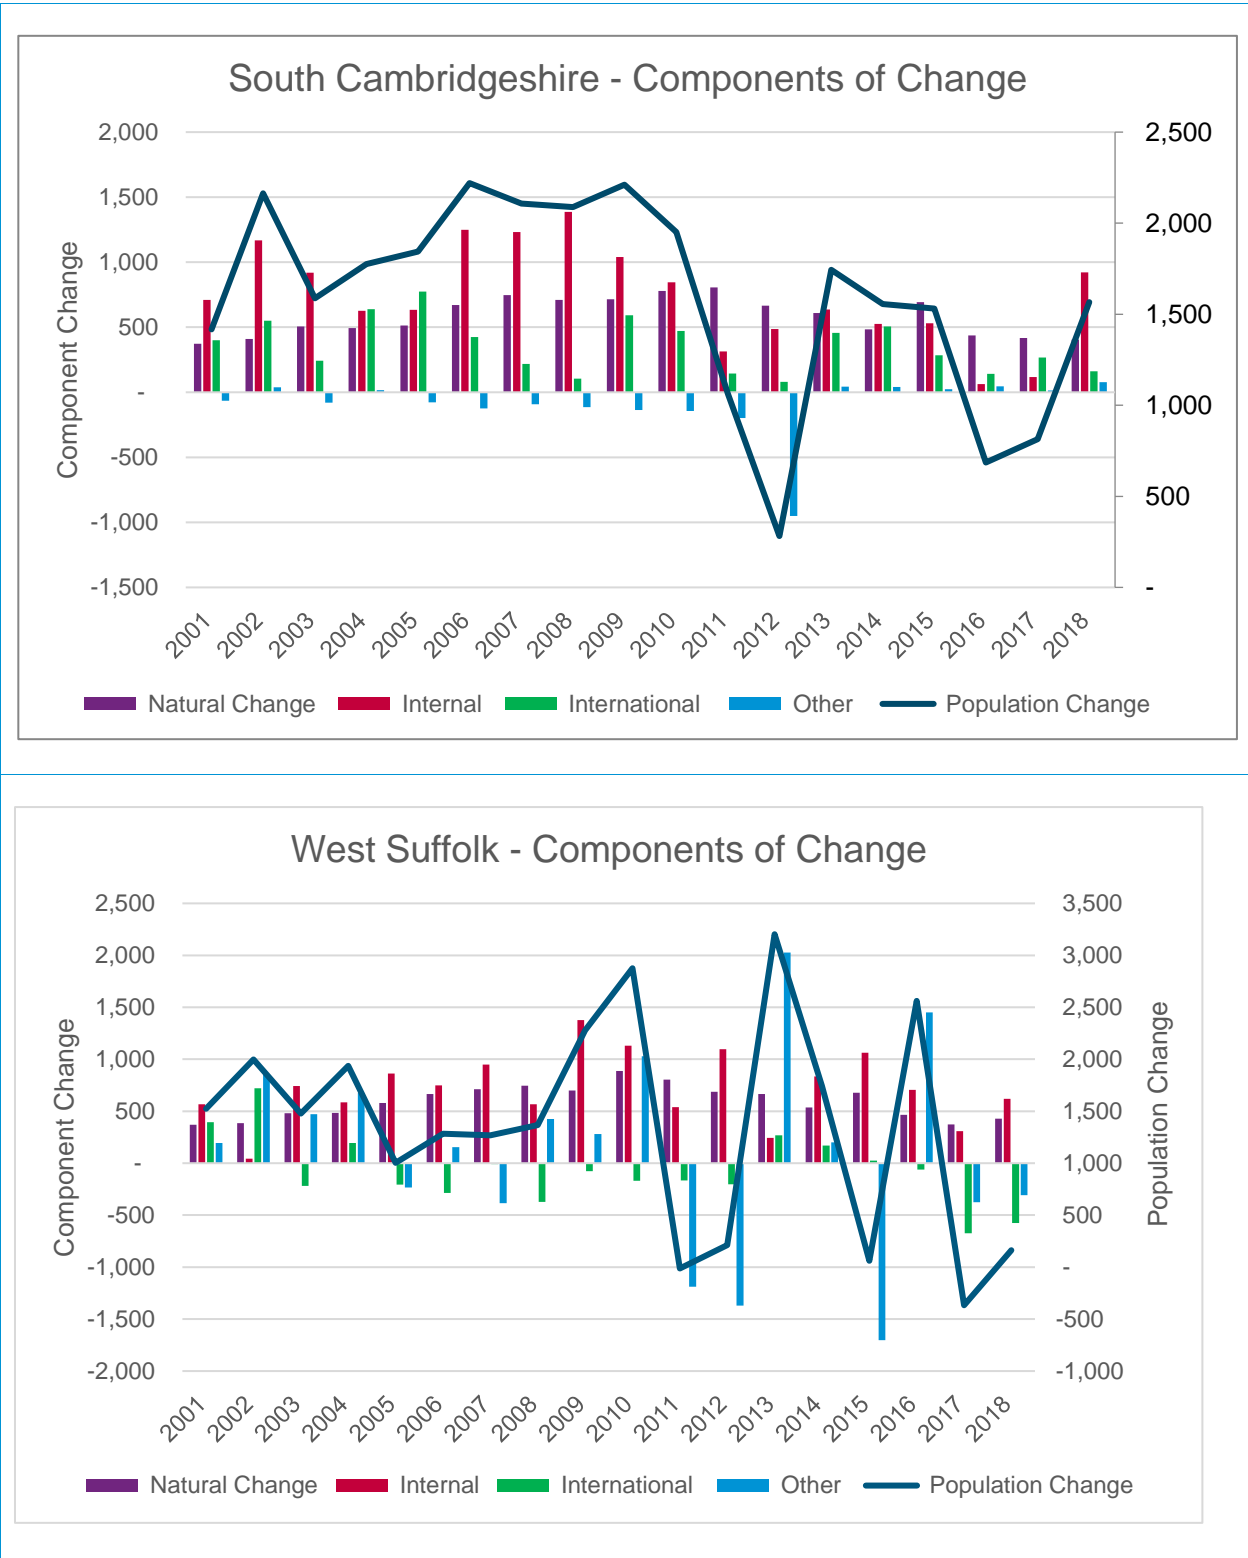 South Cambridgeshire - Components of Change
2,000 2,500
1,500
2,000
1,000
1,500
500
-
1,000
-500
500
-1,000
-1,500 -
Component Change
2001 2002 2003 2004 2005 2006 2007 2008 2009 2010 2011 2012 2013 2014 2015 2016 2017 2018
Natural Change Internal International Other Population Change
West Suffolk - Components of Change
2,500 3,500
2,000 3,000
1,500 2,500
1,000 2,000
500 1,500
- 1,000
-500 500
-1,000 -
-1,500 -500
-2,000 -1,000
Component Change
Population Change
2001 2002 2003 2004 2005 2006 2007 2008 2009 2010 2011 2012 2013 2014 2015 2016 2017 2018
Natural Change Internal International Other Population Change